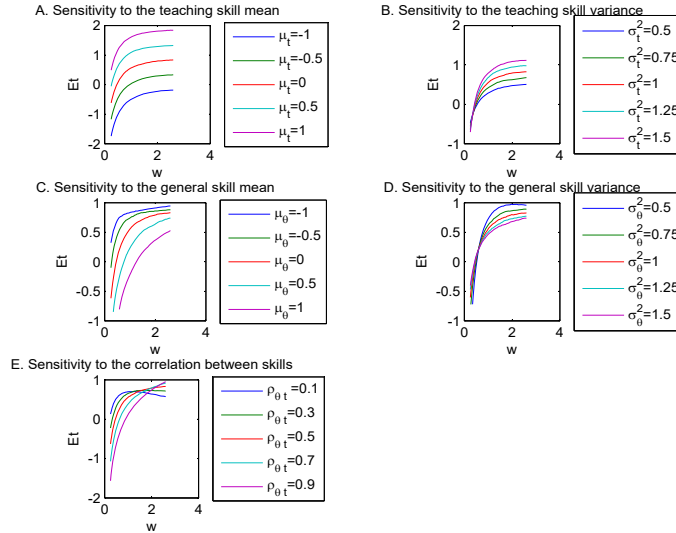 A. Sensitivity to the teaching skill mean
2
1
0
-1
-2
Et
0
2
4
w
μt=-1
μt=-0.5
μt=0
μt=0.5
μt=1
B. Sensitivity to the teaching skill variance
2
1
0
-1
Et
0
2
4
w
σt2=0.5
σt2=0.75
σt2=1
σt2=1.25
σt2=1.5
C. Sensitivity to the general skill mean
1
0.5
0
-0.5
-1
Et
0
2
4
w
μθ=-1
μθ=-0.5
μθ=0
μθ=0.5
μθ=1
D. Sensitivity to the general skill variance
1
0.5
0
-0.5
-1
Et
0
2
4
w
σθ2=0.5
σθ2=0.75
σθ2=1
σθ2=1.25
σθ2=1.5
E. Sensitivity to the correlation between skills
1
0
-1
-2
Et
0
2
4
w
ρθ t=0.1
ρθ t=0.3
ρθ t=0.5
ρθ t=0.7
ρθ t=0.9